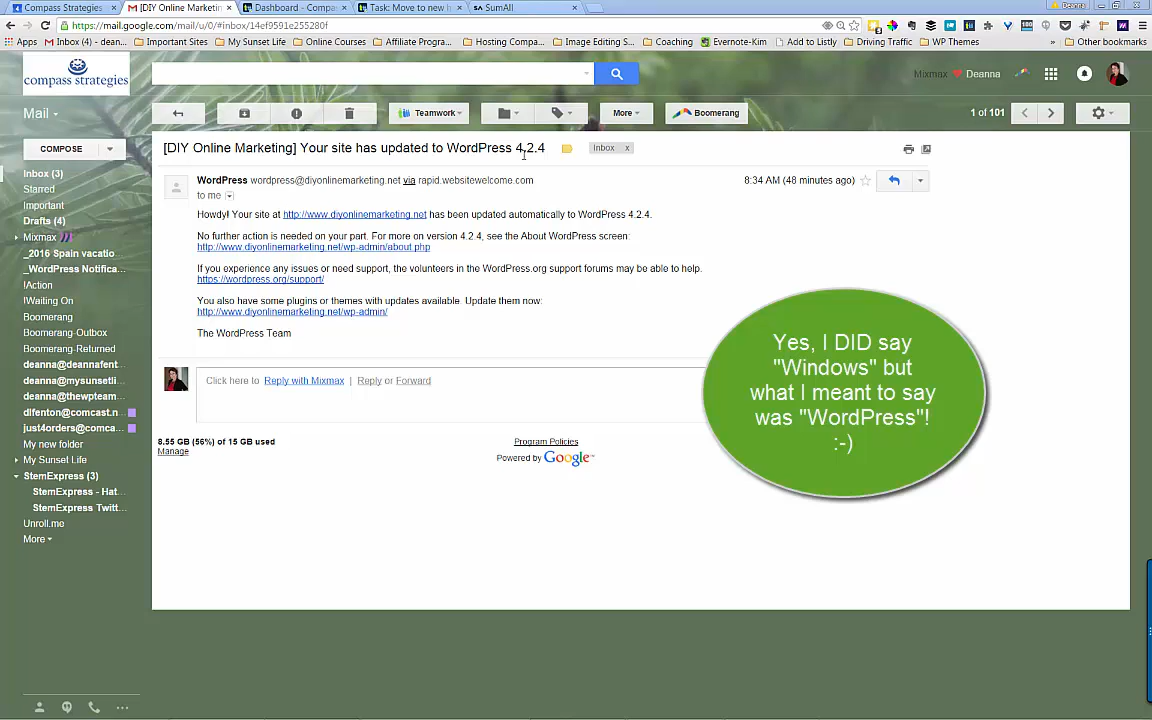 Compass Strategies
[DIY Online Marketin
Dashboard - Compa
Task: Move to new h
SumAll
Deanna
https://mail.google.com/mail/u/0/#inbox/14ef9591e255280f
Apps
Inbox (4) - dean...
Important Sites
My Sunset Life
Online Courses
Affiliate Progra...
Hosting Compa...
Image Editing S...
Coaching
Evernote-Kim
Add to Listly
Driving Traffic
WP Themes
»
Other bookmarks
compass strategies
Mixmax ❤ Deanna
Mail
Teamwork
More
Boomerang
1 of 101
COMPOSE
[DIY Online Marketing] Your site has updated to WordPress 4.2.4
Inbox x
WordPress wordpress@diyonlinemarketing.net via rapid.websitewelcome.com
8:34 AM (48 minutes ago)
to me
Howdy! Your site at http://www.diyonlinemarketing.net has been updated automatically to WordPress 4.2.4.
No further action is needed on your part. For more on version 4.2.4, see the About WordPress screen:
http://www.diyonlinemarketing.net/wp-admin/about.php
If you experience any issues or need support, the volunteers in the WordPress.org support forums may be able to help.
https://wordpress.org/support/
You also have some plugins or themes with updates available. Update them now:
http://www.diyonlinemarketing.net/wp-admin/
The WordPress Team
Click here to Reply with Mixmax | Reply or Forward
8.55 GB (56%) of 15 GB used
Manage
Program Policies
Powered by Google™
Yes, I DID say
"Windows" but
what I meant to say
was "WordPress"!
:-)
Inbox (3)
Starred
Important
Drafts (4)
Mixmax
_2016 Spain vacatio...
_WordPress Notifica...
!Action
!Waiting On
Boomerang
Boomerang-Outbox
Boomerang-Returned
deanna@deannafent...
deanna@mysunsetli...
deanna@thewpteam...
dlfenton@comcast.n...
just4orders@comca...
My new folder
My Sunset Life
StemExpress (3)
StemExpress - Hat...
StemExpress Twitt...
Unroll.me
More